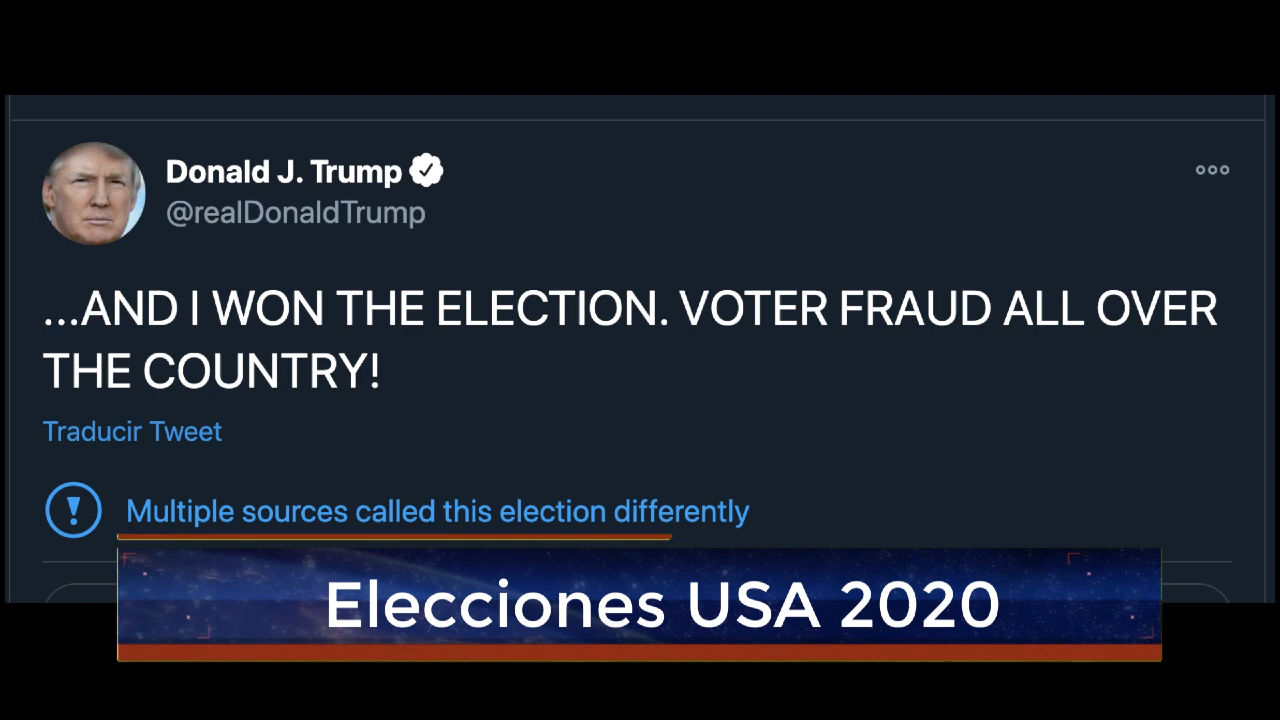 Donald J. Trump
@realDonaldTrump
...AND I WON THE ELECTION. VOTER FRAUD ALL OVER
THE COUNTRY!
Traducir Tweet
Multiple sources called this election differently
Elecciones USA 2020